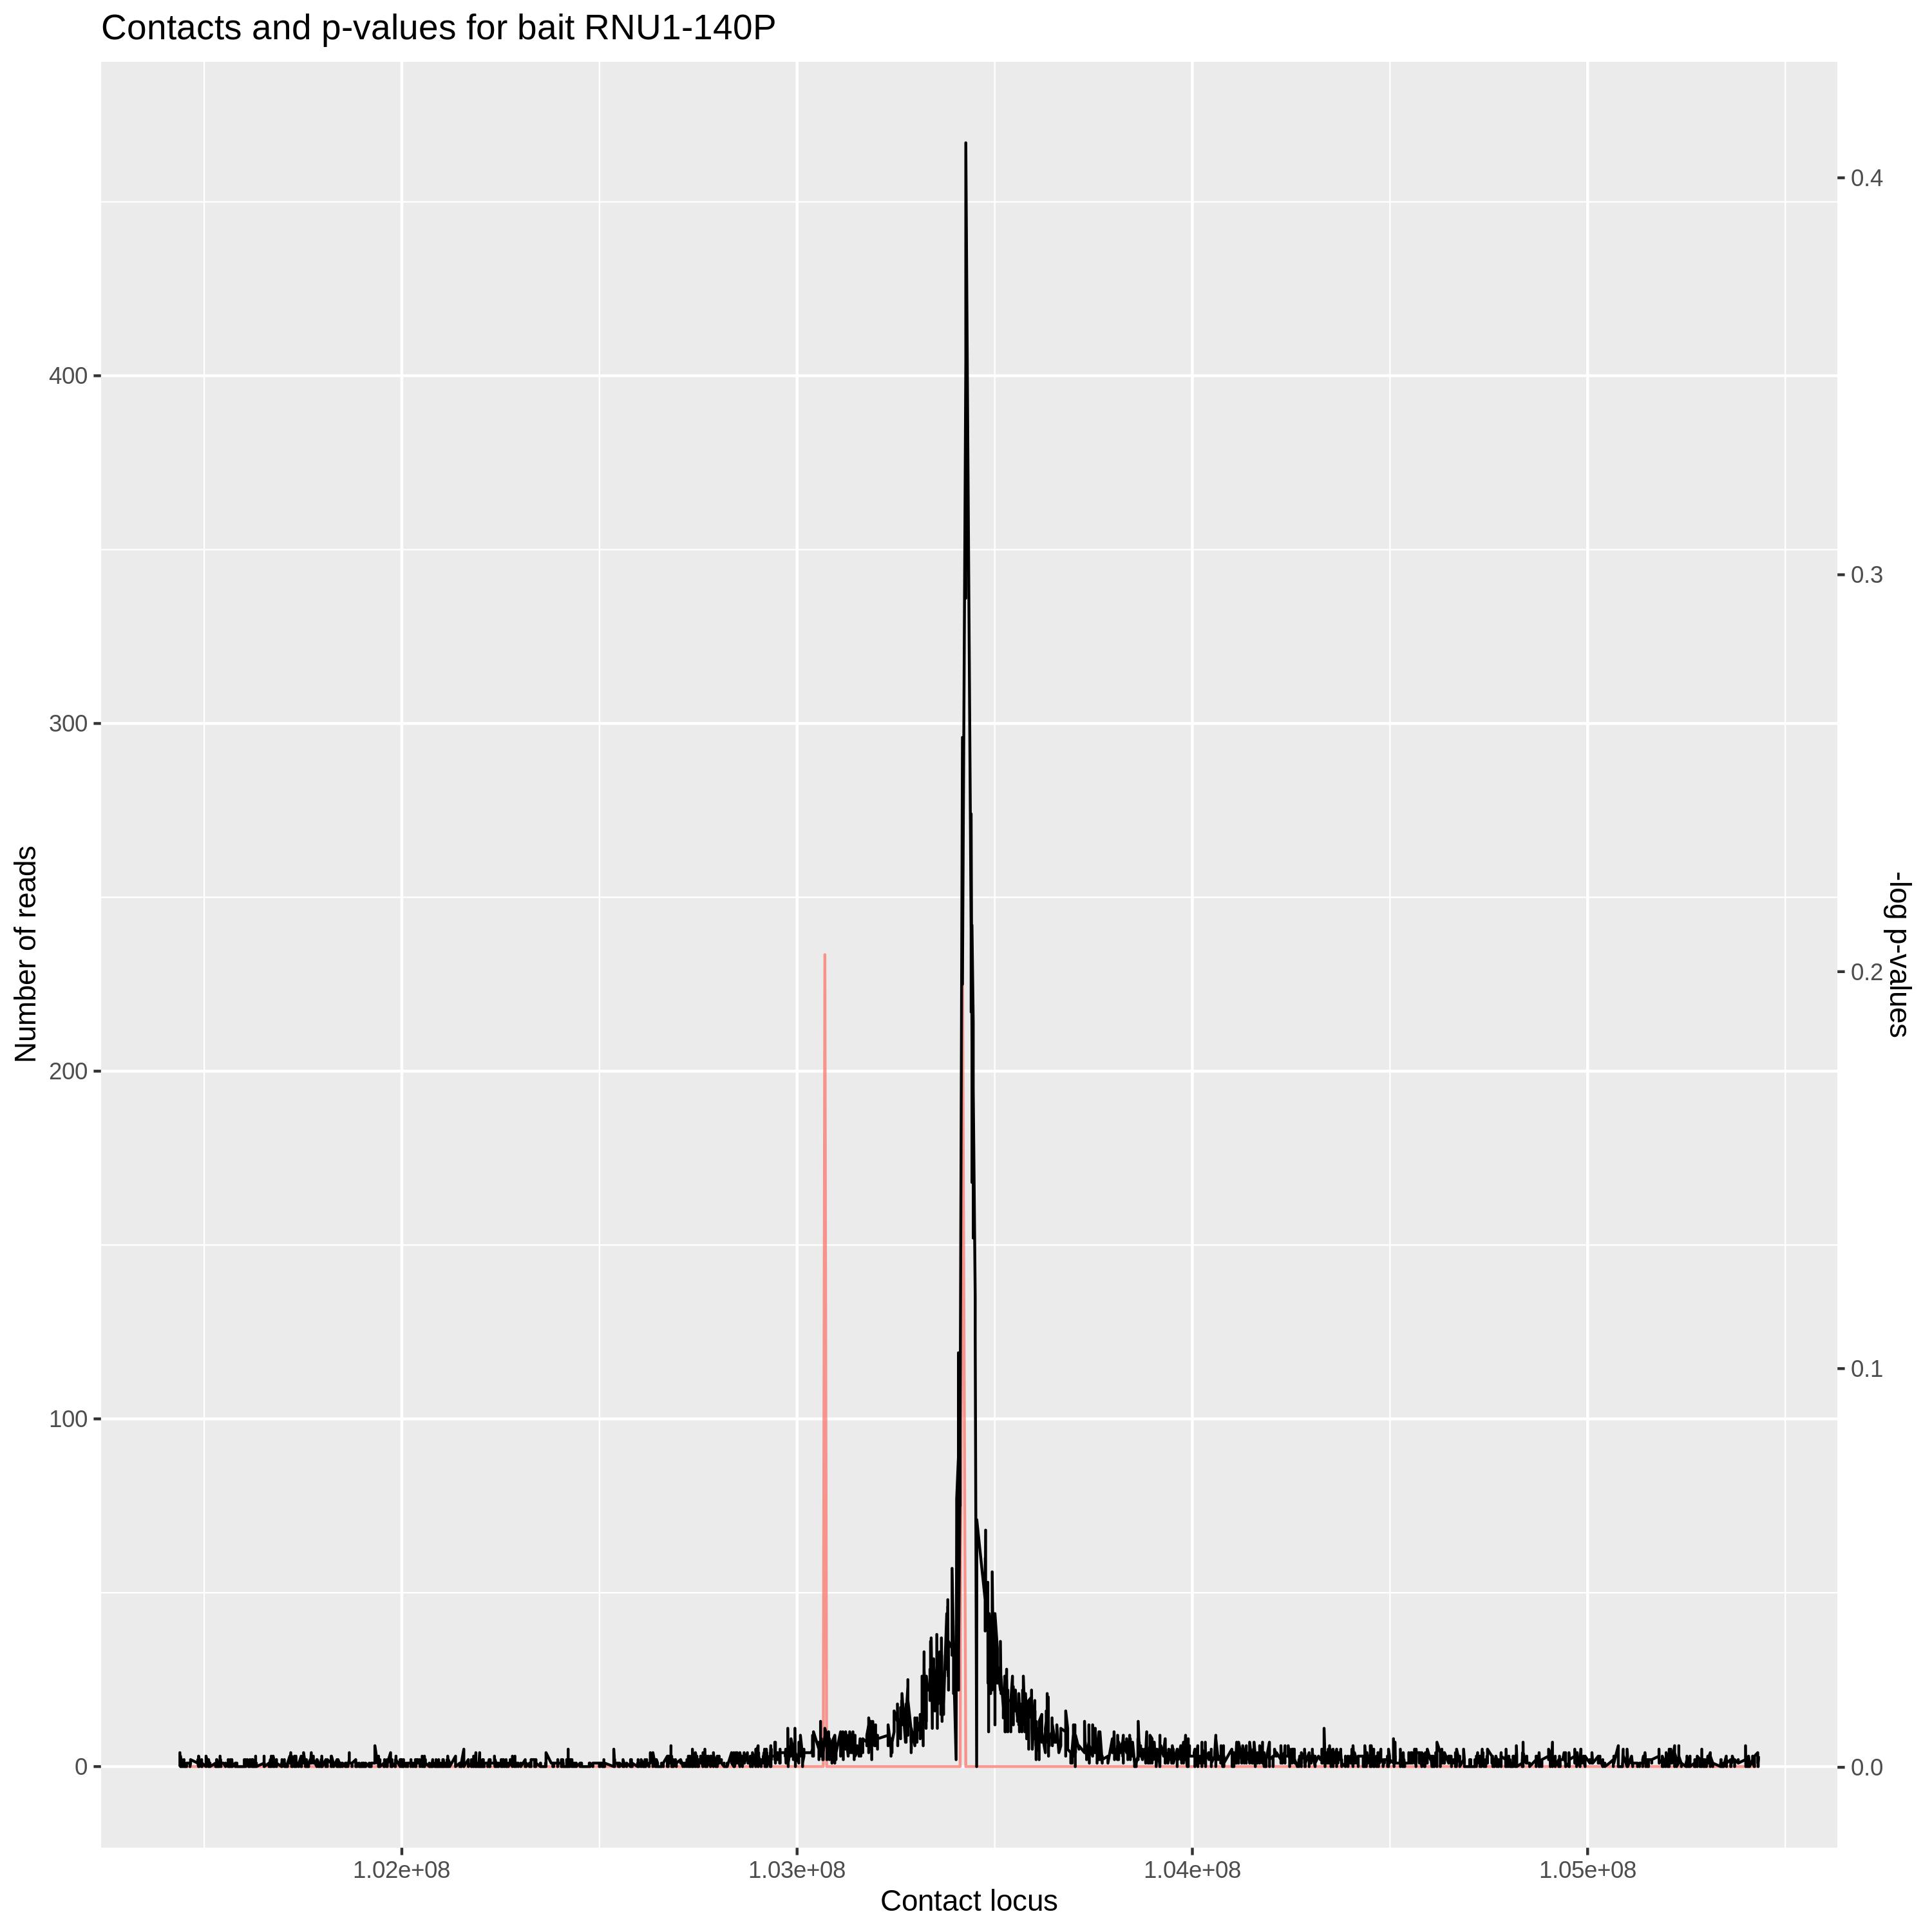 Contacts and p-values for bait RNU1-140P
Number of reads
400
300
200
100
0
0.4
0.3
0.2
0.1
0.0
-log p-values
1.02e+08 1.03e+08 1.04e+08 1.05e+08
Contact locus